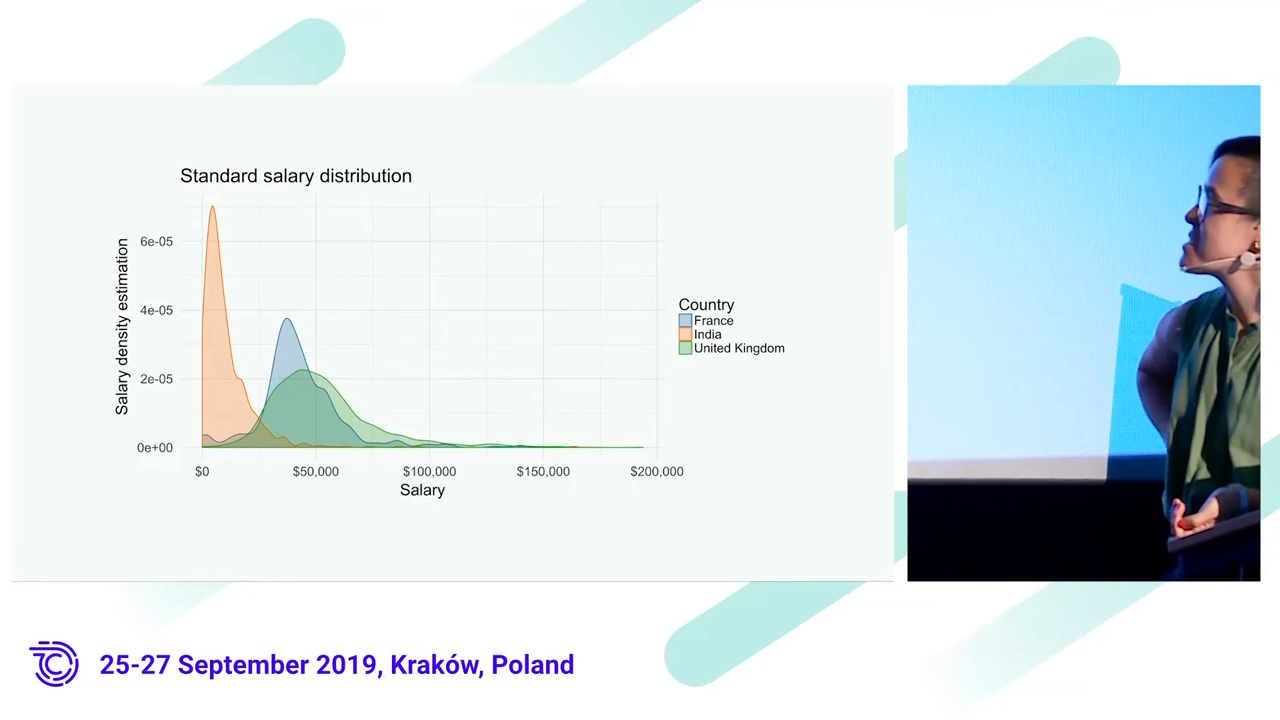 Standard salary distribution
Salary density estimation
6e-05
4e-05
2e-05
0e+00
$0
$50,000
$100,000
$150,000
$200,000
Salary
Country
France
India
United Kingdom
25-27 September 2019, Kraków, Poland